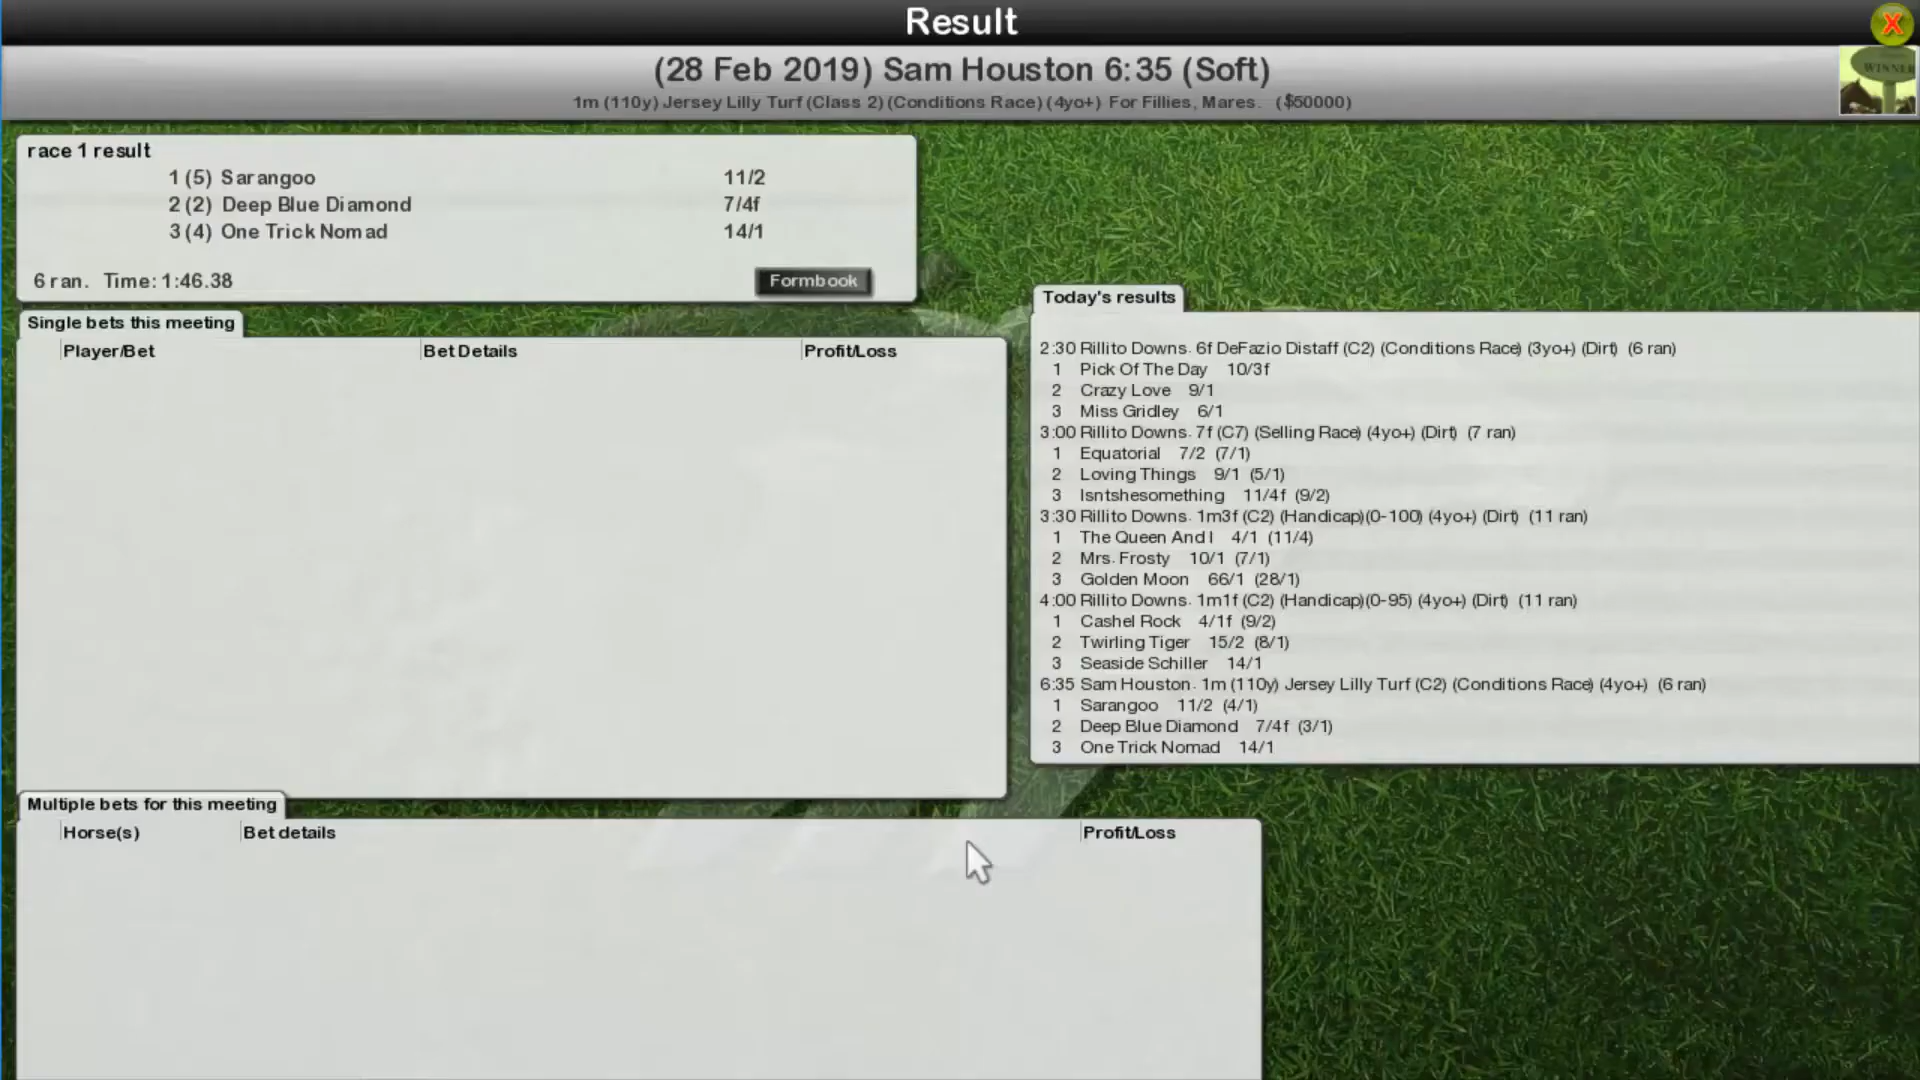 Result
X
(28 Feb 2019) Sam Houston 6:35 (Soft)
1m (110y) Jersey Lilly Turf (Class 2) (Conditions Race) (4yo+) For Fillies, Mares. ($50000)
WINNER
race 1 result
1 (5) Sarangoo 11/2
2 (2) Deep Blue Diamond 7/4f
3 (4) One Trick Nomad 14/1
6 ran. Time: 1:46.38
Formbook
Single bets this meeting
Player/Bet Bet Details Profit/Loss
Today's results
2:30 Rillito Downs. 6f DeFazio Distaff (C2) (Conditions Race) (3yo+) (Dirt) (6 ran)
1 Pick Of The Day 10/3f
2 Crazy Love 9/1
3 Miss Gridley 6/1
3:00 Rillito Downs. 7f (C7) (Selling Race) (4yo+) (Dirt) (7 ran)
1 Equatorial 7/2 (7/1)
2 Loving Things 9/1 (5/1)
3 Isntshesomething 11/4f (9/2)
3:30 Rillito Downs. 1m3f (C2) (Handicap)(0-100) (4yo+) (Dirt) (11 ran)
1 The Queen And I 4/1 (11/4)
2 Mrs. Frosty 10/1 (7/1)
3 Golden Moon 66/1 (28/1)
4:00 Rillito Downs. 1m1f (C2) (Handicap)(0-95) (4yo+) (Dirt) (11 ran)
1 Cashel Rock 4/1f (9/2)
2 Twirling Tiger 15/2 (8/1)
3 Seaside Schiller 14/1
6:35 Sam Houston. 1m (110y) Jersey Lilly Turf (C2) (Conditions Race) (4yo+) (6 ran)
1 Sarangoo 11/2 (4/1)
2 Deep Blue Diamond 7/4f (3/1)
3 One Trick Nomad 14/1
Multiple bets for this meeting
Horse(s) Bet details Profit/Loss